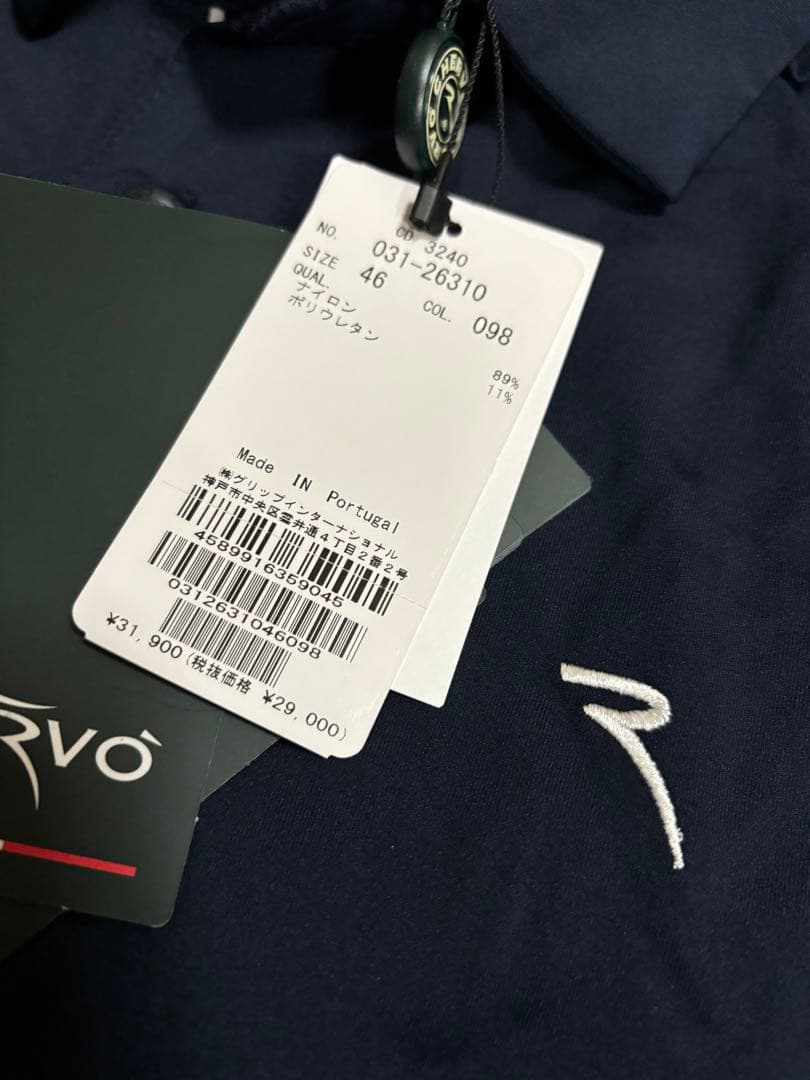 CD 3240
NO. 031-26310
SIZE 46 COL. 098
QUAL.
ナイロン 89%
ポリウレタン 11%
Made IN Portugal
㈱グリップインターナショナル
神戸市中央区雲井通4丁目2番2号
4589916359045
0312631046098
¥31,900(税抜価格 ¥29,000)
RVÒ